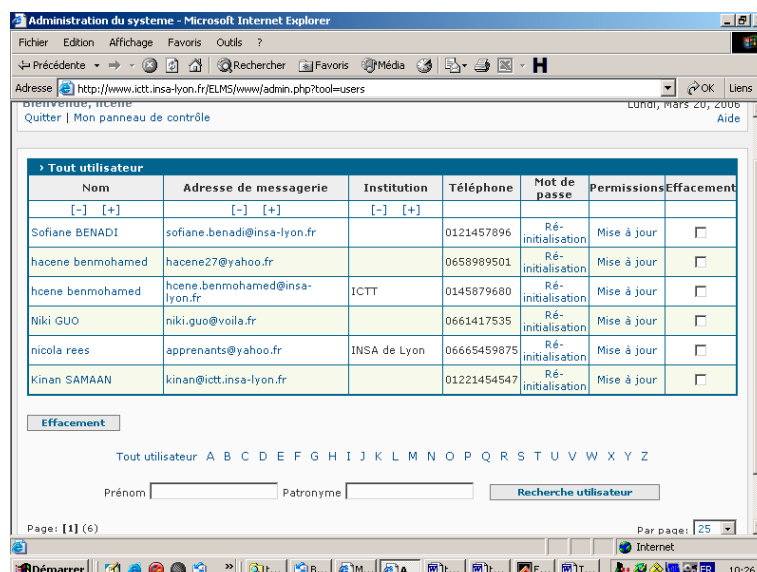 Administration du systeme - Microsoft Internet Explorer
Fichier Edition Affichage Favoris Outils ?
Précédente Rechercher Favoris Média H
Adresse http://www.ictt.insa-lyon.fr/ELMS/www/admin.php?tool=users OK Liens
Bienvenue, hcene Lundi, Mars 20, 2006
Quitter | Mon panneau de contrôle Aide
› Tout utilisateur
Nom Adresse de messagerie Institution Téléphone Mot de passe Permissions Effacement
[-] [+] [-] [+] [-] [+]
Sofiane BENADI sofiane.benadi@insa-lyon.fr 0121457896 Ré-initialisation Mise à jour
hacene benmohamed hacene27@yahoo.fr 0658989501 Ré-initialisation Mise à jour
hcene benmohamed hcene.benmohamed@insa-lyon.fr ICTT 0145879680 Ré-initialisation Mise à jour
Niki GUO niki.guo@voila.fr 0661417535 Ré-initialisation Mise à jour
nicola rees apprenants@yahoo.fr INSA de Lyon 06665459875 Ré-initialisation Mise à jour
Kinan SAMAAN kinan@ictt.insa-lyon.fr 01221454547 Ré-initialisation Mise à jour
Effacement
Tout utilisateur A B C D E F G H I J K L M N O P Q R S T U V W X Y Z
Prénom Patronyme Recherche utilisateur
Page: [1] (6) Par page: 25
Internet
Démarrer » FR 10:26